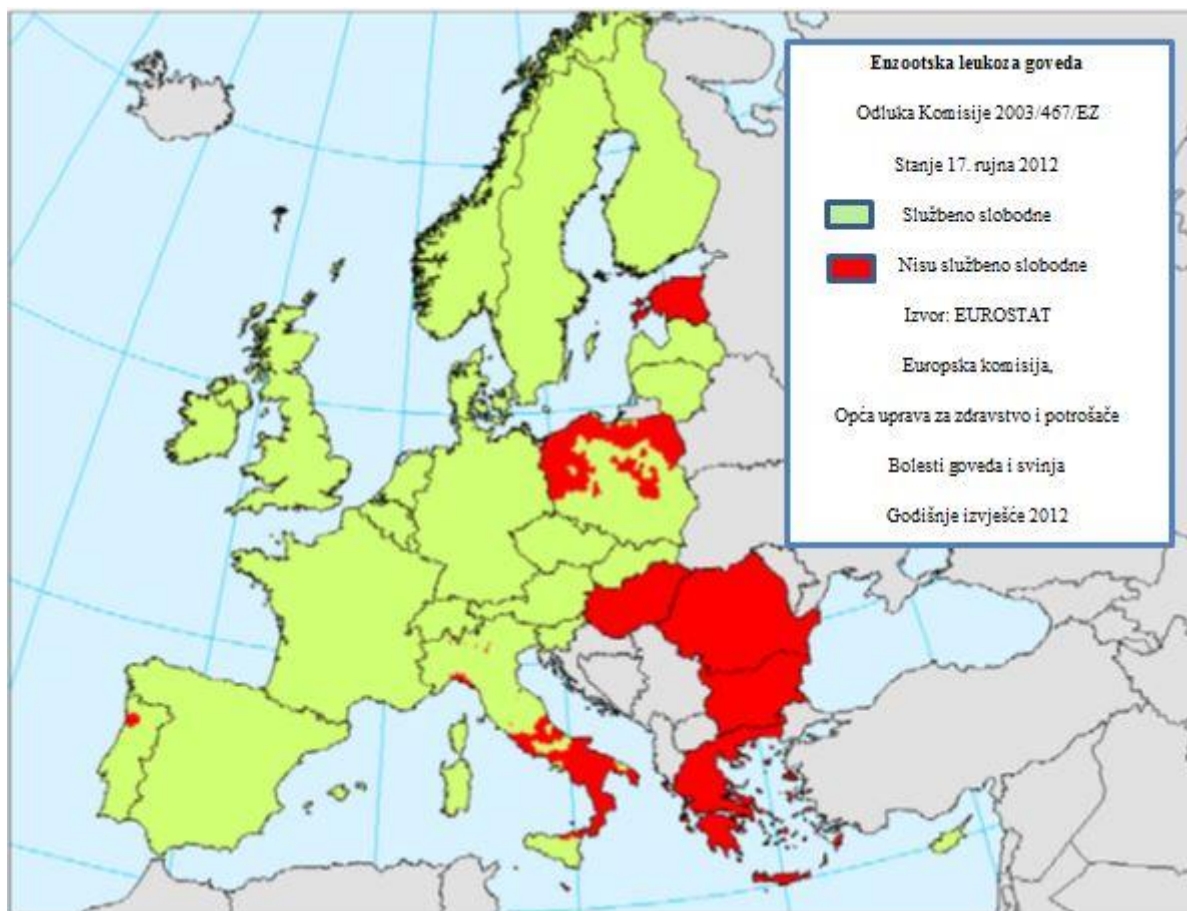 Enzootska leukoza goveda
Odluka Komisije 2003/467/EZ
Stanje 17. rujna 2012
Službeno slobodne
Nisu službeno slobodne
Izvor: EUROSTAT
Europska komisija,
Opća uprava za zdravstvo i potrošače
Bolesti goveda i svinja
Godišnje izvješće 2012